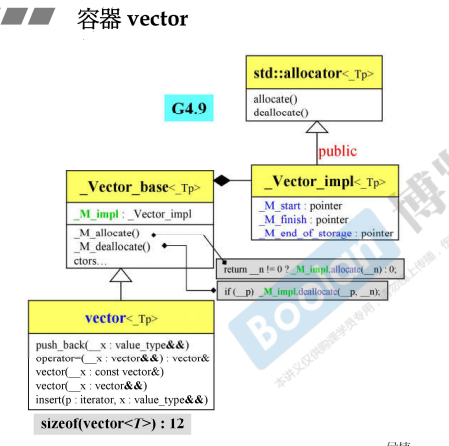 容器 vector
std::allocator<_Tp>
allocate()
deallocate()
G4.9
public
_Vector_base<_Tp>
_M_impl : _Vector_impl
_M_allocate()
_M_deallocate()
ctors…
_Vector_impl<_Tp>
_M_start : pointer
_M_finish : pointer
_M_end_of_storage : pointer
return __n != 0 ? _M_impl.allocate(__n) : 0;
if (__p) _M_impl.deallocate(__p, __n);
vector<_Tp>
push_back(__x : value_type&&)
operator=(__x : vector&&) : vector&
vector(__x : const vector&)
vector(__x : vector&&)
insert(p : iterator, x : value_type&&)
sizeof(vector<T>) : 12
Boolan 博